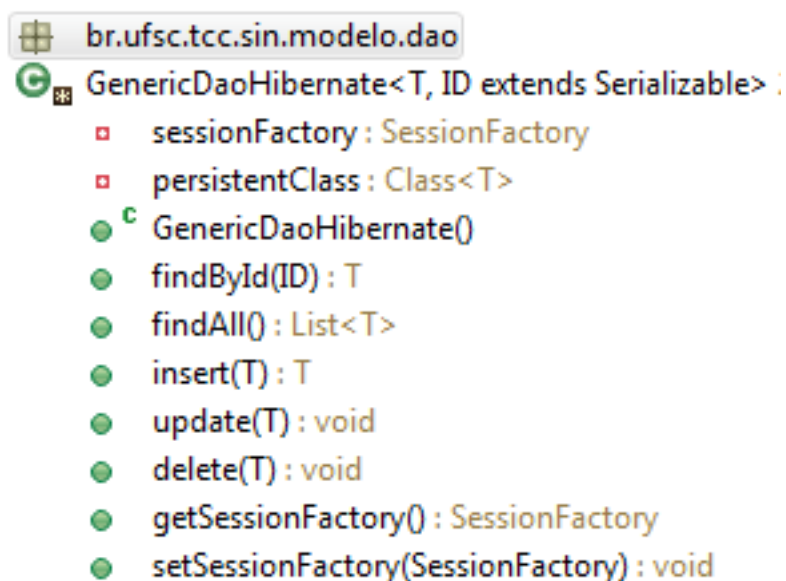 br.ufsc.tcc.sin.modelo.dao
GenericDaoHibernate<T, ID extends Serializable>
sessionFactory : SessionFactory
persistentClass : Class<T>
C GenericDaoHibernate()
findById(ID) : T
findAll() : List<T>
insert(T) : T
update(T) : void
delete(T) : void
getSessionFactory() : SessionFactory
setSessionFactory(SessionFactory) : void